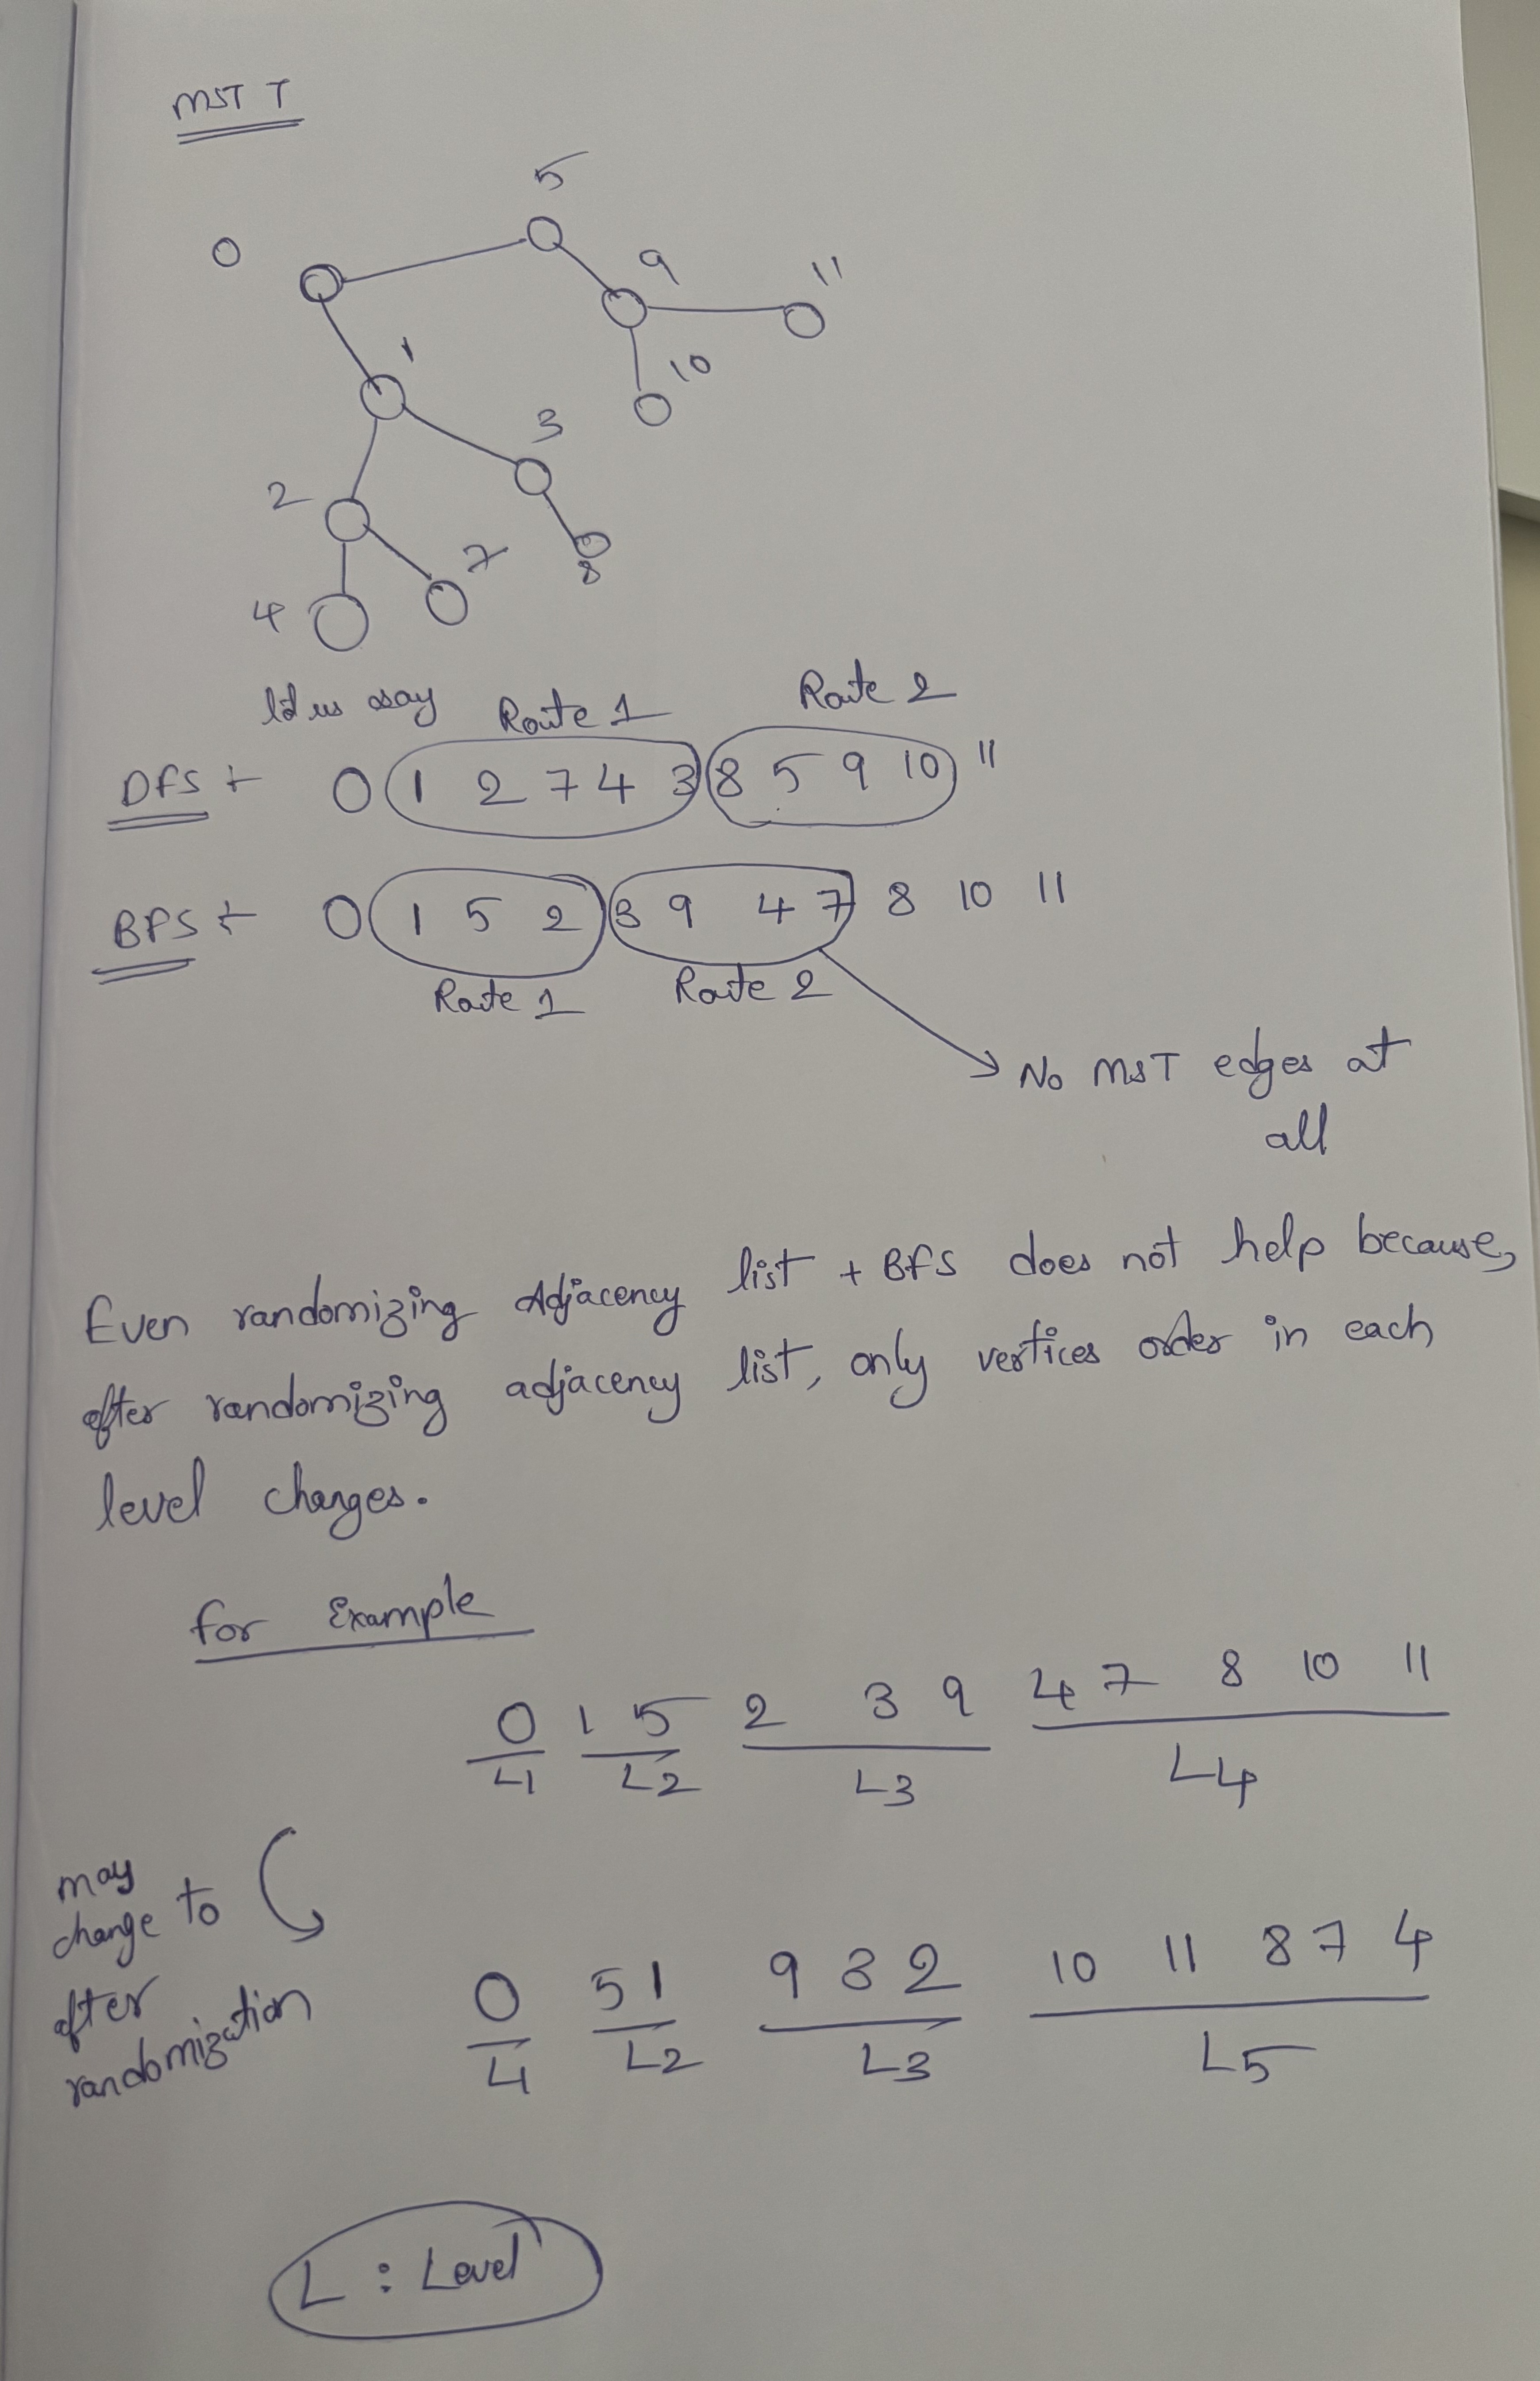 MST T
5
0
9
11
1
10
3
2
7
8
4
let us say Route 1 Route 2
DFS + 0 1 2 7 4 3 8 5 9 10 11
BFS + 0 1 5 2 3 9 4 7 8 10 11
Route 1 Route 2
No MST edges at
all
Even randomizing Adjacency list + BFS does not help because,
after randomizing adjacency list, only vertices order in each
level changes.
for Example
0 1 5 2 3 9 4 7 8 10 11
L1 L2 L3 L4
may
change to
after
randomization
0 5 1 9 3 2 10 11 8 7 4
L1 L2 L3 L5
L : Level